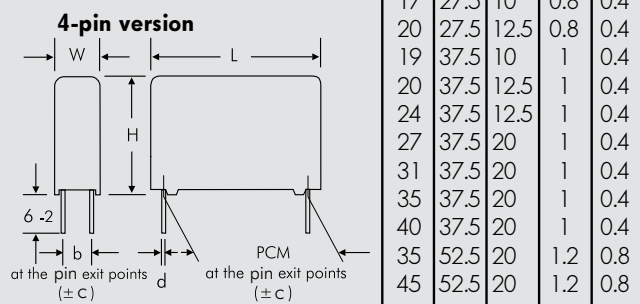 4-pin version
W
L
H
6 -2
b
d
PCM
at the pin exit points
(± c)
at the pin exit points
(± c)
17 27.5 10 0.8 0.4
20 27.5 12.5 0.8 0.4
19 37.5 10 1 0.4
20 37.5 12.5 1 0.4
24 37.5 12.5 1 0.4
27 37.5 20 1 0.4
31 37.5 20 1 0.4
35 37.5 20 1 0.4
40 37.5 20 1 0.4
35 52.5 20 1.2 0.8
45 52.5 20 1.2 0.8